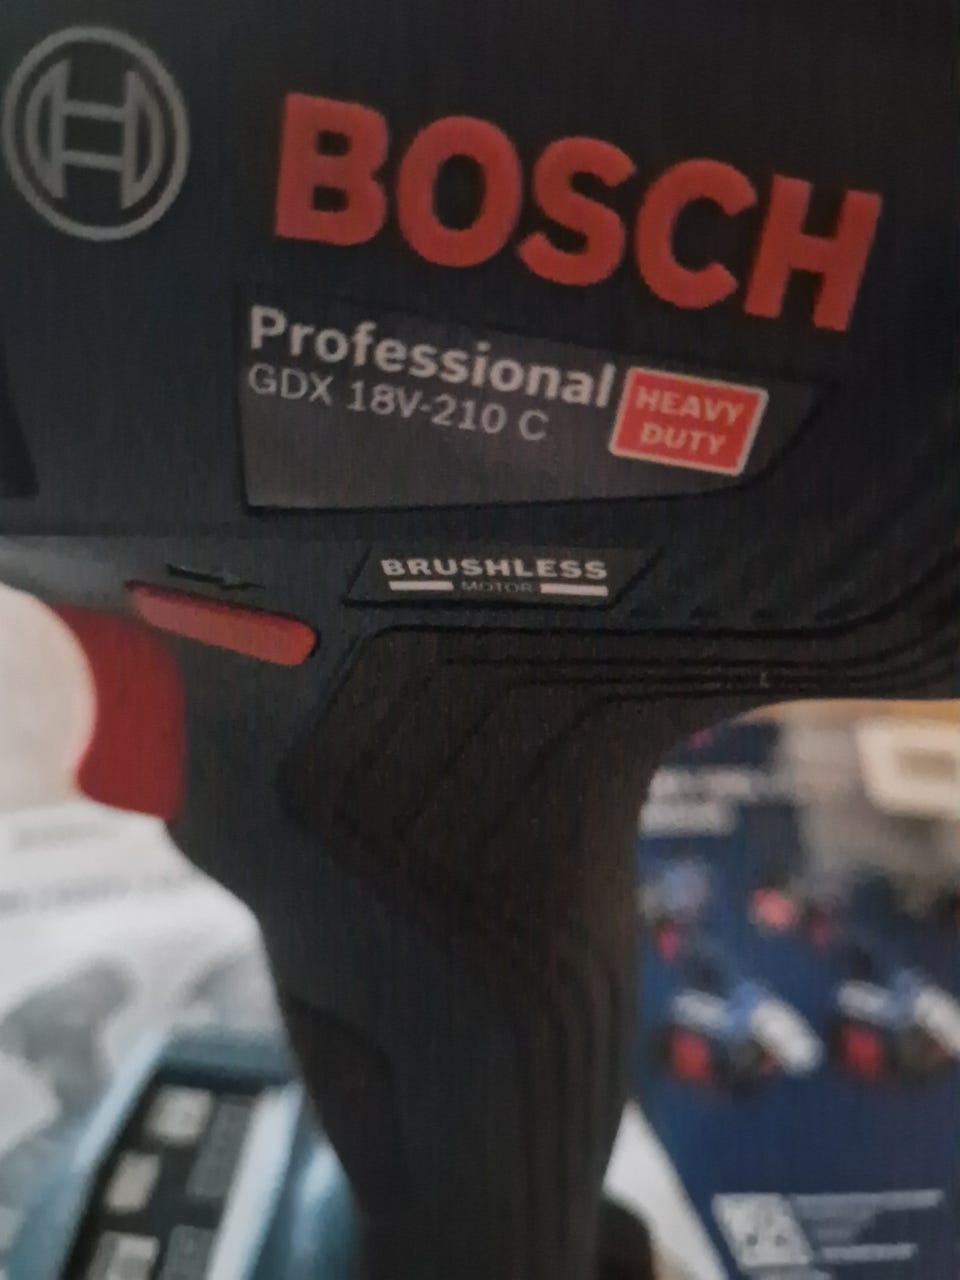 BOSCH
Professional
GDX 18V-210 C
HEAVY
DUTY
BRUSHLESS
MOTOR